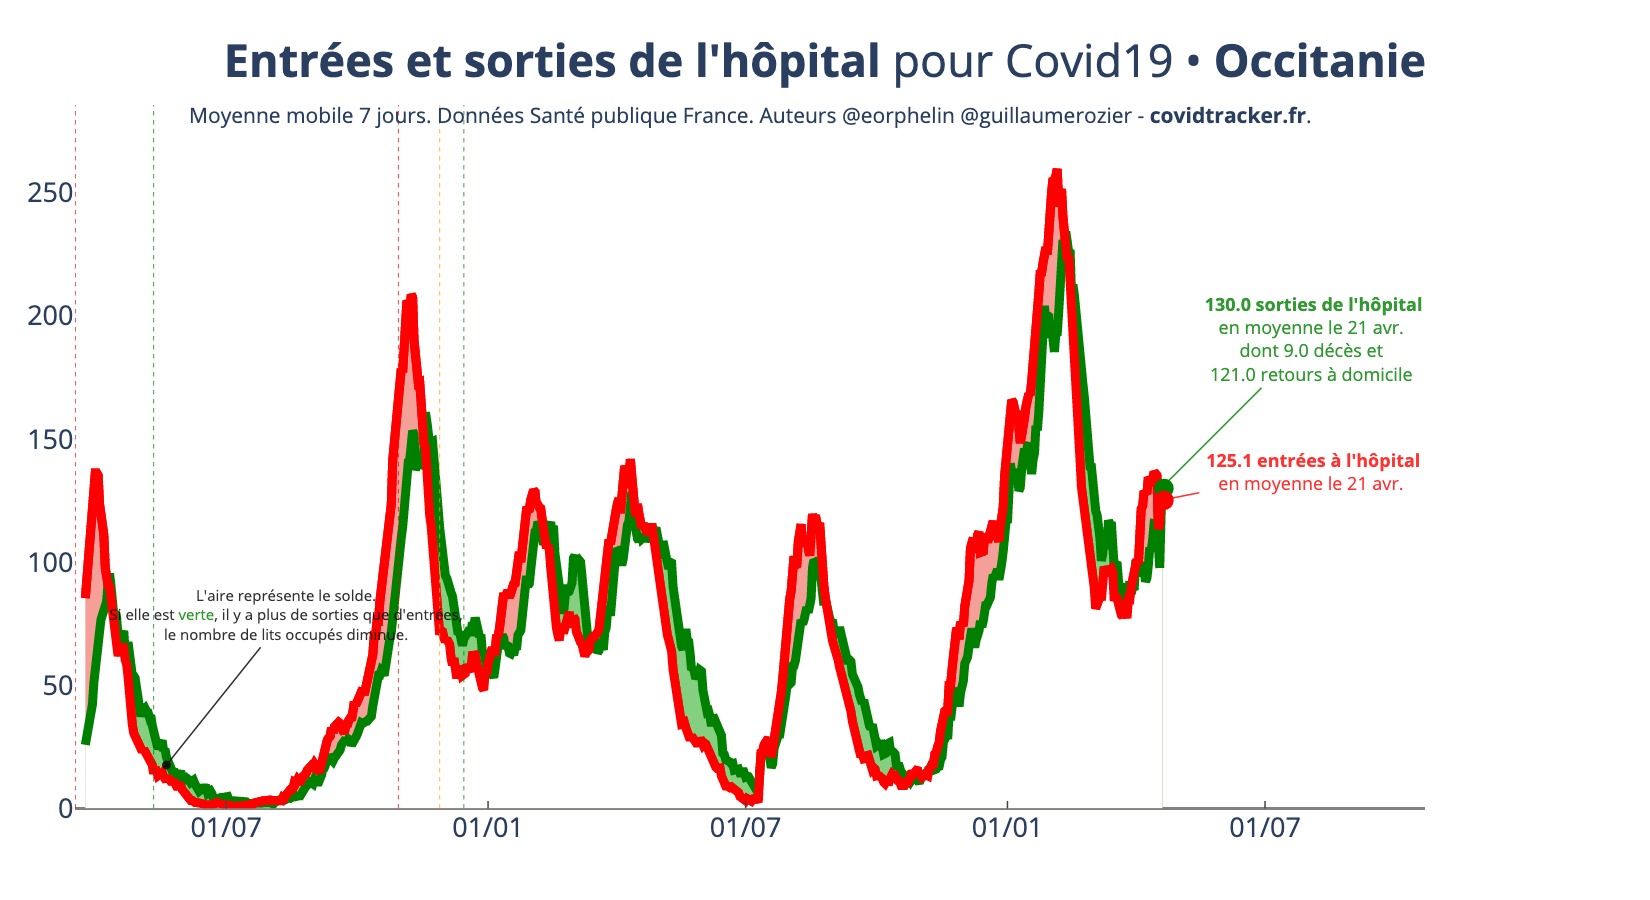 Entrées et sorties de l'hôpital pour Covid19 • Occitanie
Moyenne mobile 7 jours. Données Santé publique France. Auteurs @eorphelin @guillaumerozier - covidtracker.fr.
250
200
150
100
50
0
130.0 sorties de l'hôpital
en moyenne le 21 avr.
dont 9.0 décès et
121.0 retours à domicile
125.1 entrées à l'hôpital
en moyenne le 21 avr.
L'aire représente le solde.
Si elle est verte, il y a plus de sorties que d'entrées,
le nombre de lits occupés diminue.
01/07
01/01
01/07
01/01
01/07